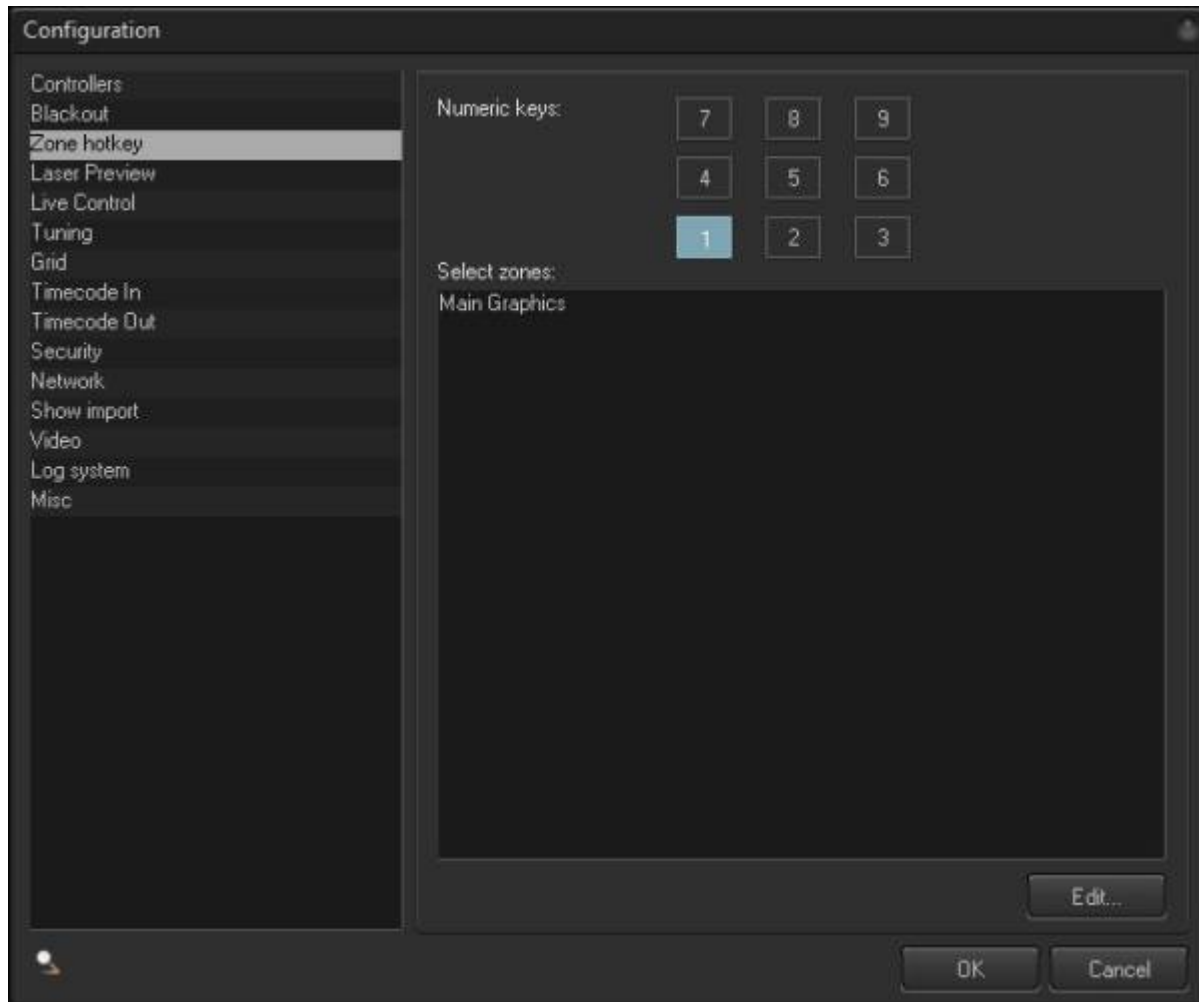 Configuration
Controllers
Blackout
Zone hotkey
Laser Preview
Live Control
Tuning
Grid
Timecode In
Timecode Out
Security
Network
Show import
Video
Log system
Misc
Numeric keys:
7 8 9
4 5 6
1 2 3
Select zones:
Main Graphics
Edit...
OK Cancel